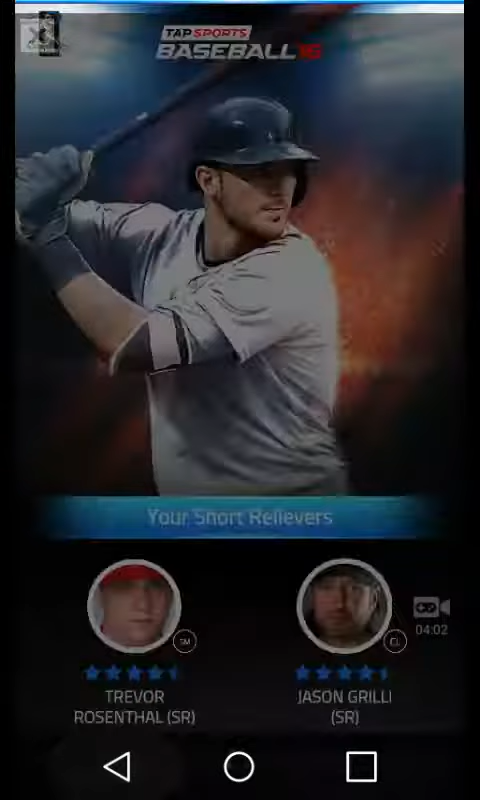 TAP SPORTS
BASEBALL'16
Your Short Relievers
SM
CL
04:02
TREVOR
ROSENTHAL (SR)
JASON GRILLI
(SR)